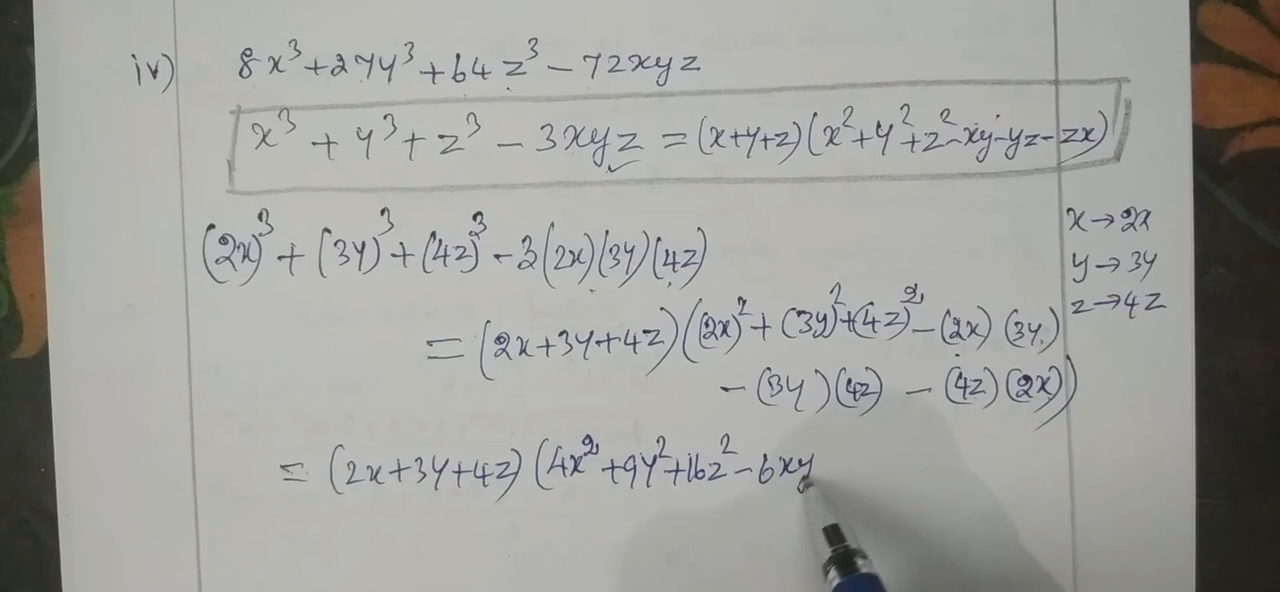 iv) 8x³+27y³+64z³-72xyz
x³+y³+z³-3xyz=(x+y+z)(x²+y²+z²-xy-yz-zx)
(2x)³+(3y)³+(4z)³-3(2x)(3y)(4z)
x→2x
y→3y
z→4z
=(2x+3y+4z)((2x)²+(3y)²+(4z)²-(2x)(3y)
-(3y)(4z)-(4z)(2x))
=(2x+3y+4z)(4x²+9y²+16z²-6xy